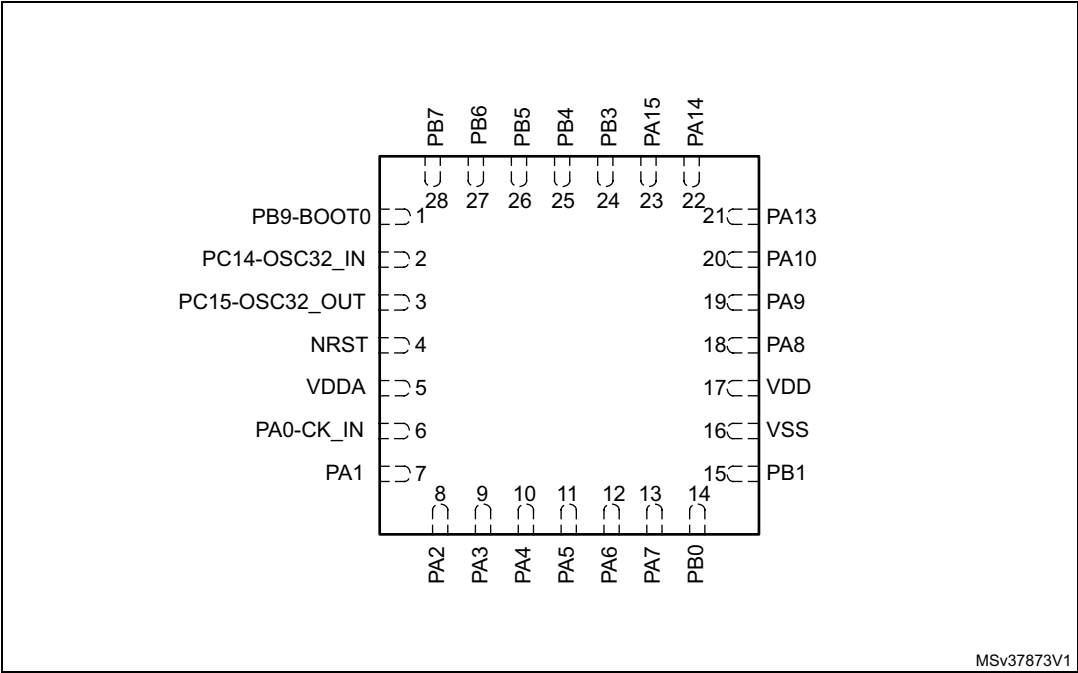 PB7 PB6 PB5 PB4 PB3 PA15 PA14
28 27 26 25 24 23 22
PB9-BOOT0 1 21 PA13
PC14-OSC32_IN 2 20 PA10
PC15-OSC32_OUT 3 19 PA9
NRST 4 18 PA8
VDDA 5 17 VDD
PA0-CK_IN 6 16 VSS
PA1 7 15 PB1
8 9 10 11 12 13 14
PA2 PA3 PA4 PA5 PA6 PA7 PB0
MSv37873V1